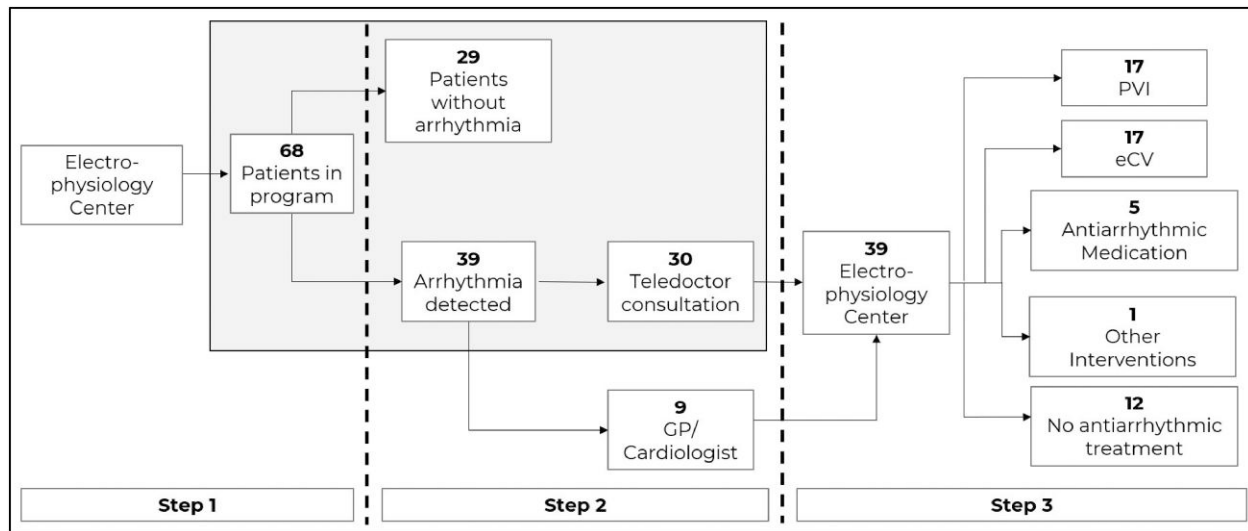 Electro-
physiology
Center
68
Patients in
program
29
Patients
without
arrhythmia
39
Arrhythmia
detected
30
Teledoctor
consultation
9
GP/
Cardiologist
39
Electro-
physiology
Center
17
PVI
17
eCV
5
Antiarrhythmic
Medication
1
Other
Interventions
12
No antiarrhythmic
treatment
Step 1
Step 2
Step 3